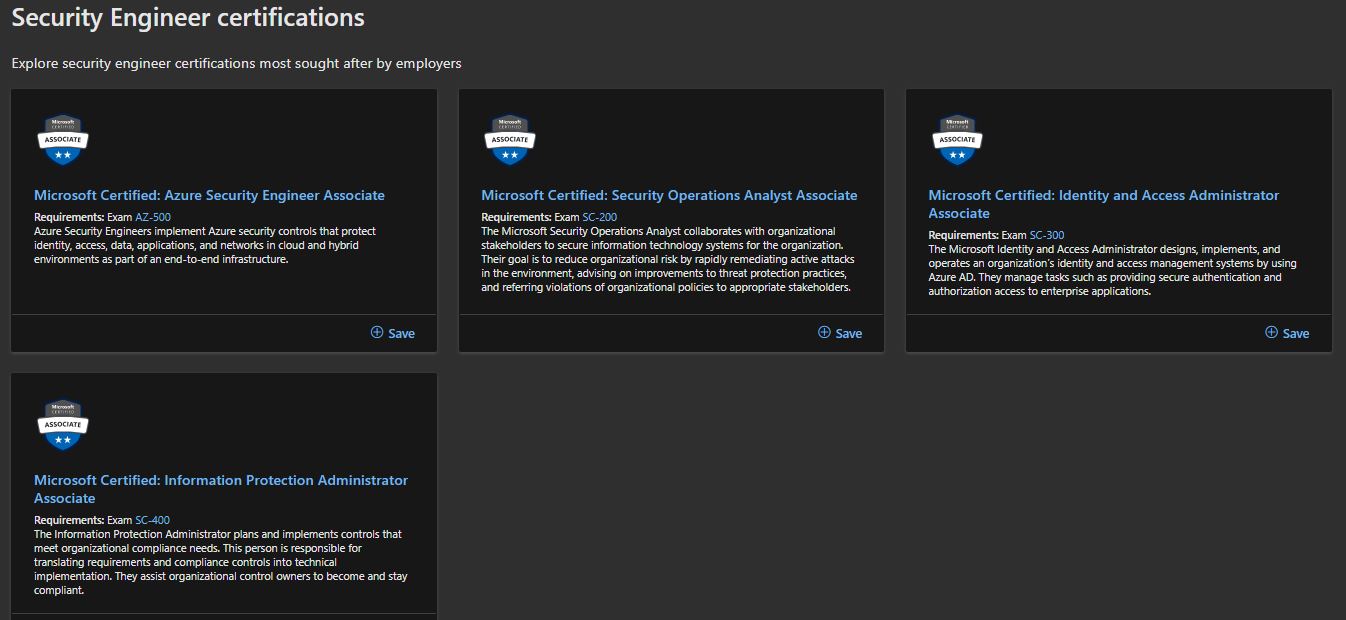 Security Engineer certifications
Explore security engineer certifications most sought after by employers
Microsoft
CERTIFIED
ASSOCIATE
Microsoft Certified: Azure Security Engineer Associate
Requirements: Exam AZ-500
Azure Security Engineers implement Azure security controls that protect
identity, access, data, applications, and networks in cloud and hybrid
environments as part of an end-to-end infrastructure.
Save
Microsoft
CERTIFIED
ASSOCIATE
Microsoft Certified: Security Operations Analyst Associate
Requirements: Exam SC-200
The Microsoft Security Operations Analyst collaborates with organizational
stakeholders to secure information technology systems for the organization.
Their goal is to reduce organizational risk by rapidly remediating active attacks
in the environment, advising on improvements to threat protection practices,
and referring violations of organizational policies to appropriate stakeholders.
Save
Microsoft
CERTIFIED
ASSOCIATE
Microsoft Certified: Identity and Access Administrator
Associate
Requirements: Exam SC-300
The Microsoft Identity and Access Administrator designs, implements, and
operates an organization's identity and access management systems by using
Azure AD. They manage tasks such as providing secure authentication and
authorization access to enterprise applications.
Save
Microsoft
CERTIFIED
ASSOCIATE
Microsoft Certified: Information Protection Administrator
Associate
Requirements: Exam SC-400
The Information Protection Administrator plans and implements controls that
meet organizational compliance needs. This person is responsible for
translating requirements and compliance controls into technical
implementation. They assist organizational control owners to become and stay
compliant.